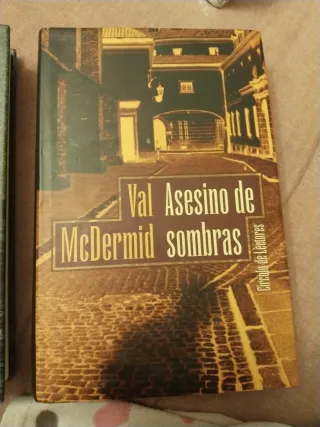 Val
McDermid
Asesino de
sombras
Círculo de Lectores